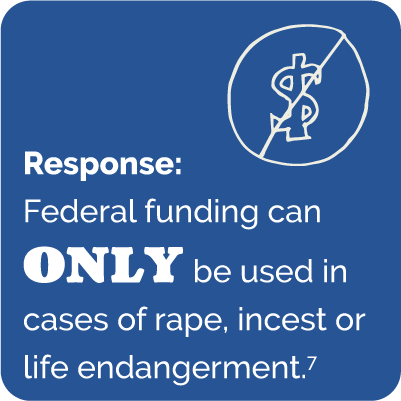 $
Response:
Federal funding can
ONLY be used in
cases of rape, incest or
life endangerment.⁷